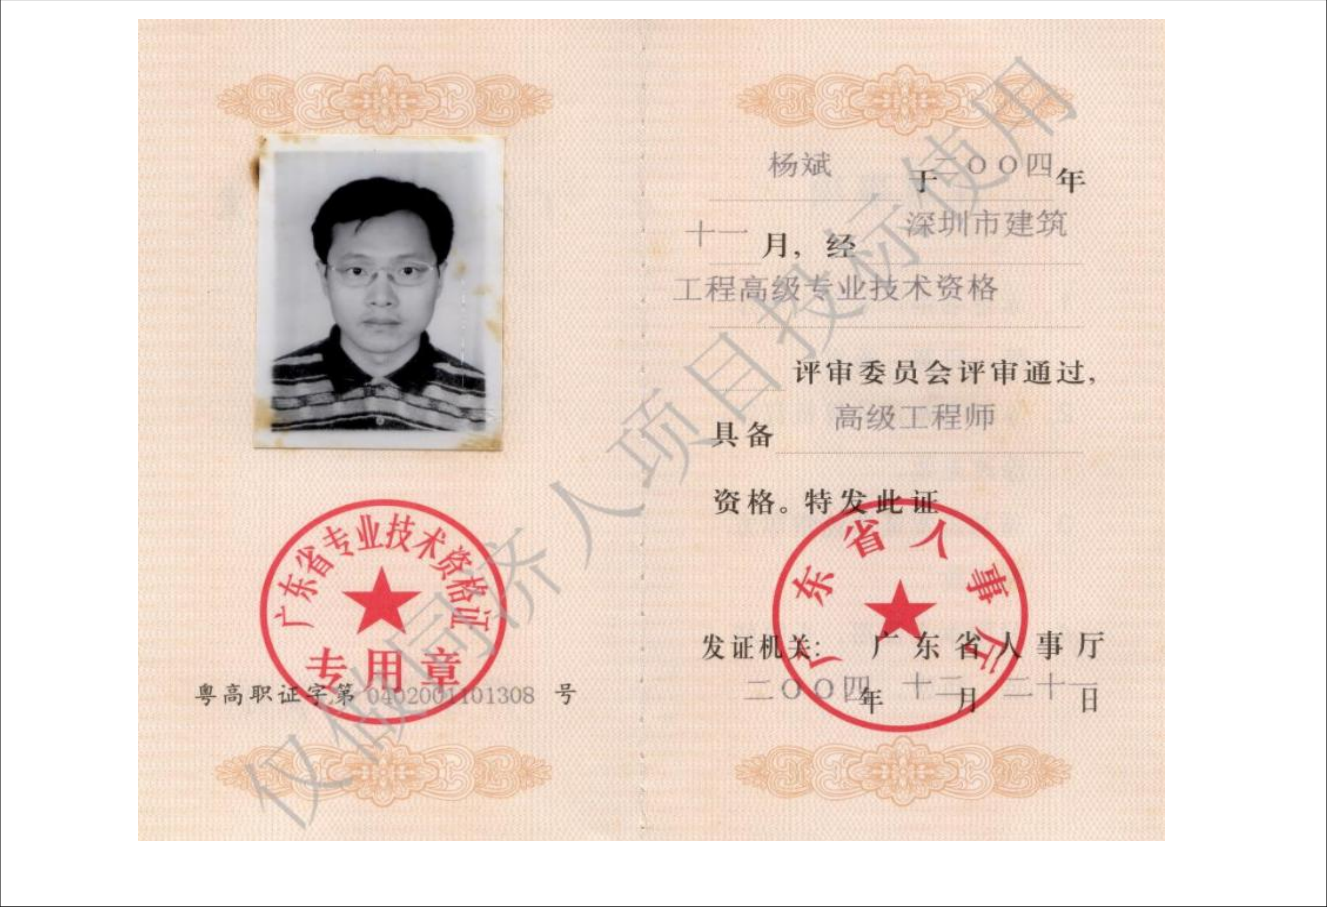 广东省专业技术资格证
专用章
粤高职证字第 0402001101308 号
杨斌 于二〇〇四年
十一月，经深圳市建筑
工程高级专业技术资格
评审委员会评审通过，
具备 高级工程师
资格。特发此证
广东省人事厅
发证机关： 广东省人事厅
二〇〇四年 十二月 二十一日
仅做同济人项目投标使用